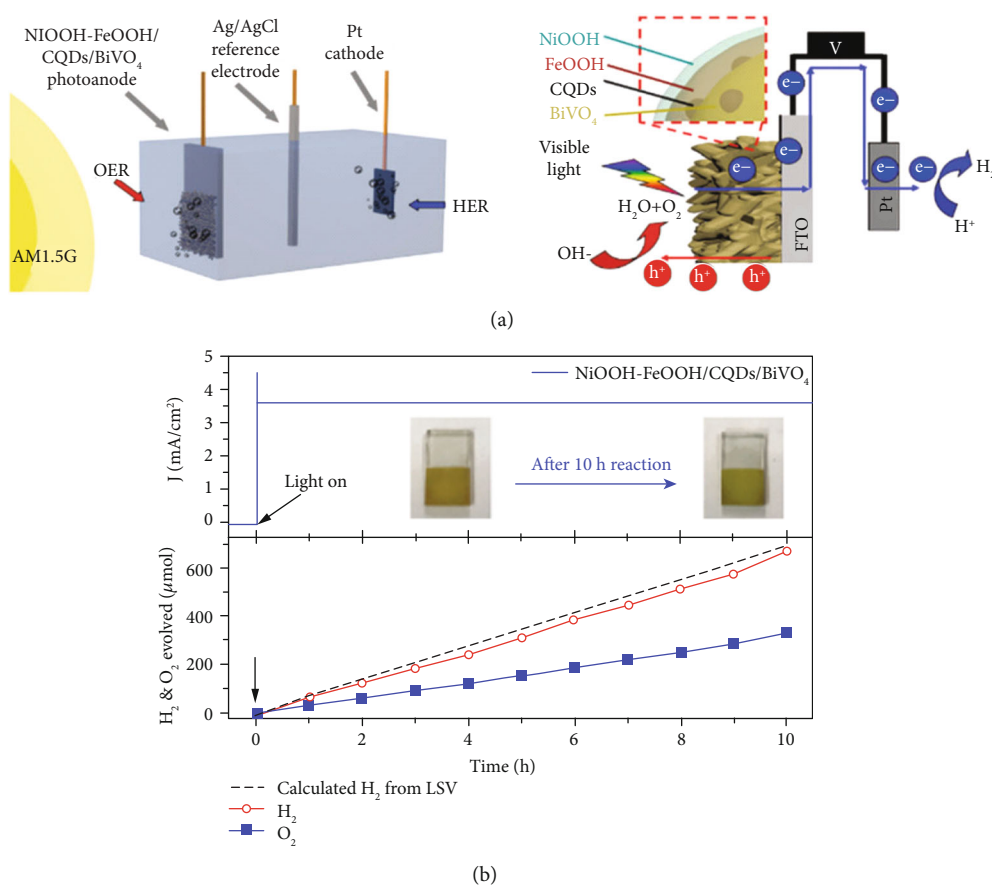 NIOOH-FeOOH/
CQDs/BiVO₄
photoanode
Ag/AgCl
reference
electrode
Pt
cathode
OER
HER
AM1.5G
NiOOH
FeOOH
CQDs
BiVO₄
Visible
light
H₂O+O₂
OH-
h⁺
h⁺
h⁺
e−
e−
e−
e−
e−
e−
V
FTO
Pt
H₂
H⁺
(a)
J (mA/cm²)
5
4
3
2
1
0
NiOOH-FeOOH/CQDs/BiVO₄
Light on
After 10 h reaction
H₂ & O₂ evolved (μmol)
600
400
200
0
0
2
4
6
8
10
Time (h)
Calculated H₂ from LSV
H₂
O₂
(b)